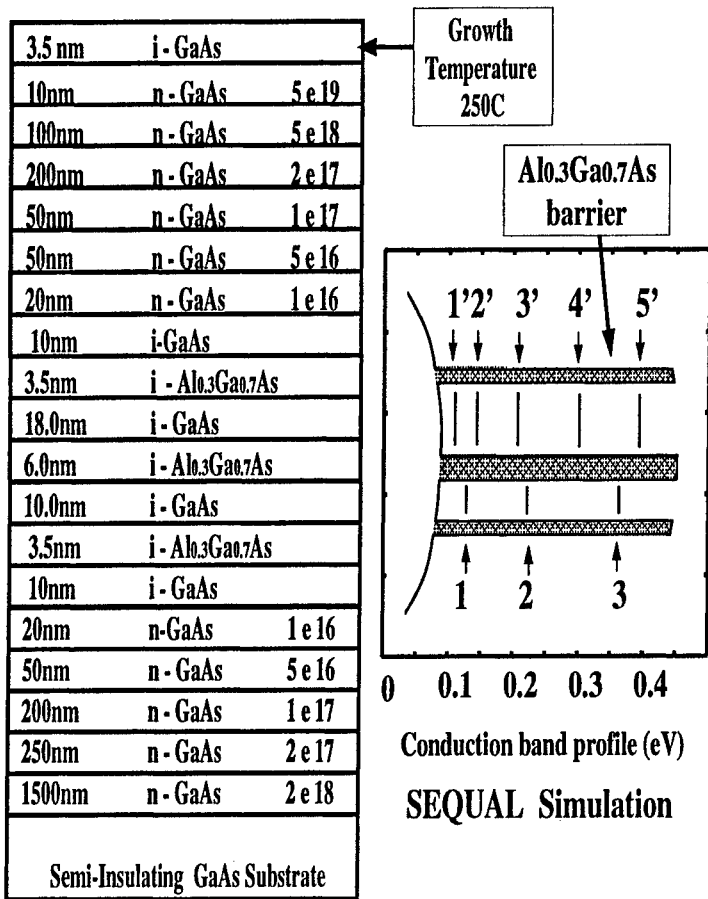 3.5 nm i - GaAs
10nm n - GaAs 5 e 19
100nm n - GaAs 5 e 18
200nm n - GaAs 2 e 17
50nm n - GaAs 1 e 17
50nm n - GaAs 5 e 16
20nm n - GaAs 1 e 16
10nm i-GaAs
3.5nm i - Al0.3Ga0.7As
18.0nm i - GaAs
6.0nm i - Al0.3Ga0.7As
10.0nm i - GaAs
3.5nm i - Al0.3Ga0.7As
10nm i - GaAs
20nm n-GaAs 1 e 16
50nm n - GaAs 5 e 16
200nm n - GaAs 1 e 17
250nm n - GaAs 2 e 17
1500nm n - GaAs 2 e 18
Semi-Insulating GaAs Substrate
Growth
Temperature
250C
Al0.3Ga0.7As
barrier
1' 2' 3' 4' 5'
1 2 3
0 0.1 0.2 0.3 0.4
Conduction band profile (eV)
SEQUAL Simulation